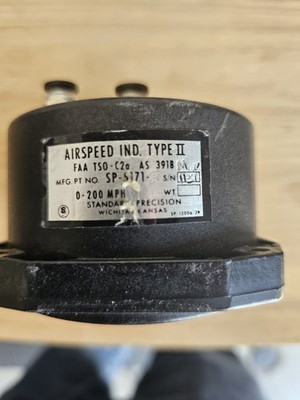 AIRSPEED IND. TYPE II
FAA TSO-C2a AS 391B
MFG. PT NO. SP-5171- S/N
0-200 MPH WT.
STANDARD PRECISION
WICHITA, KANSAS
S